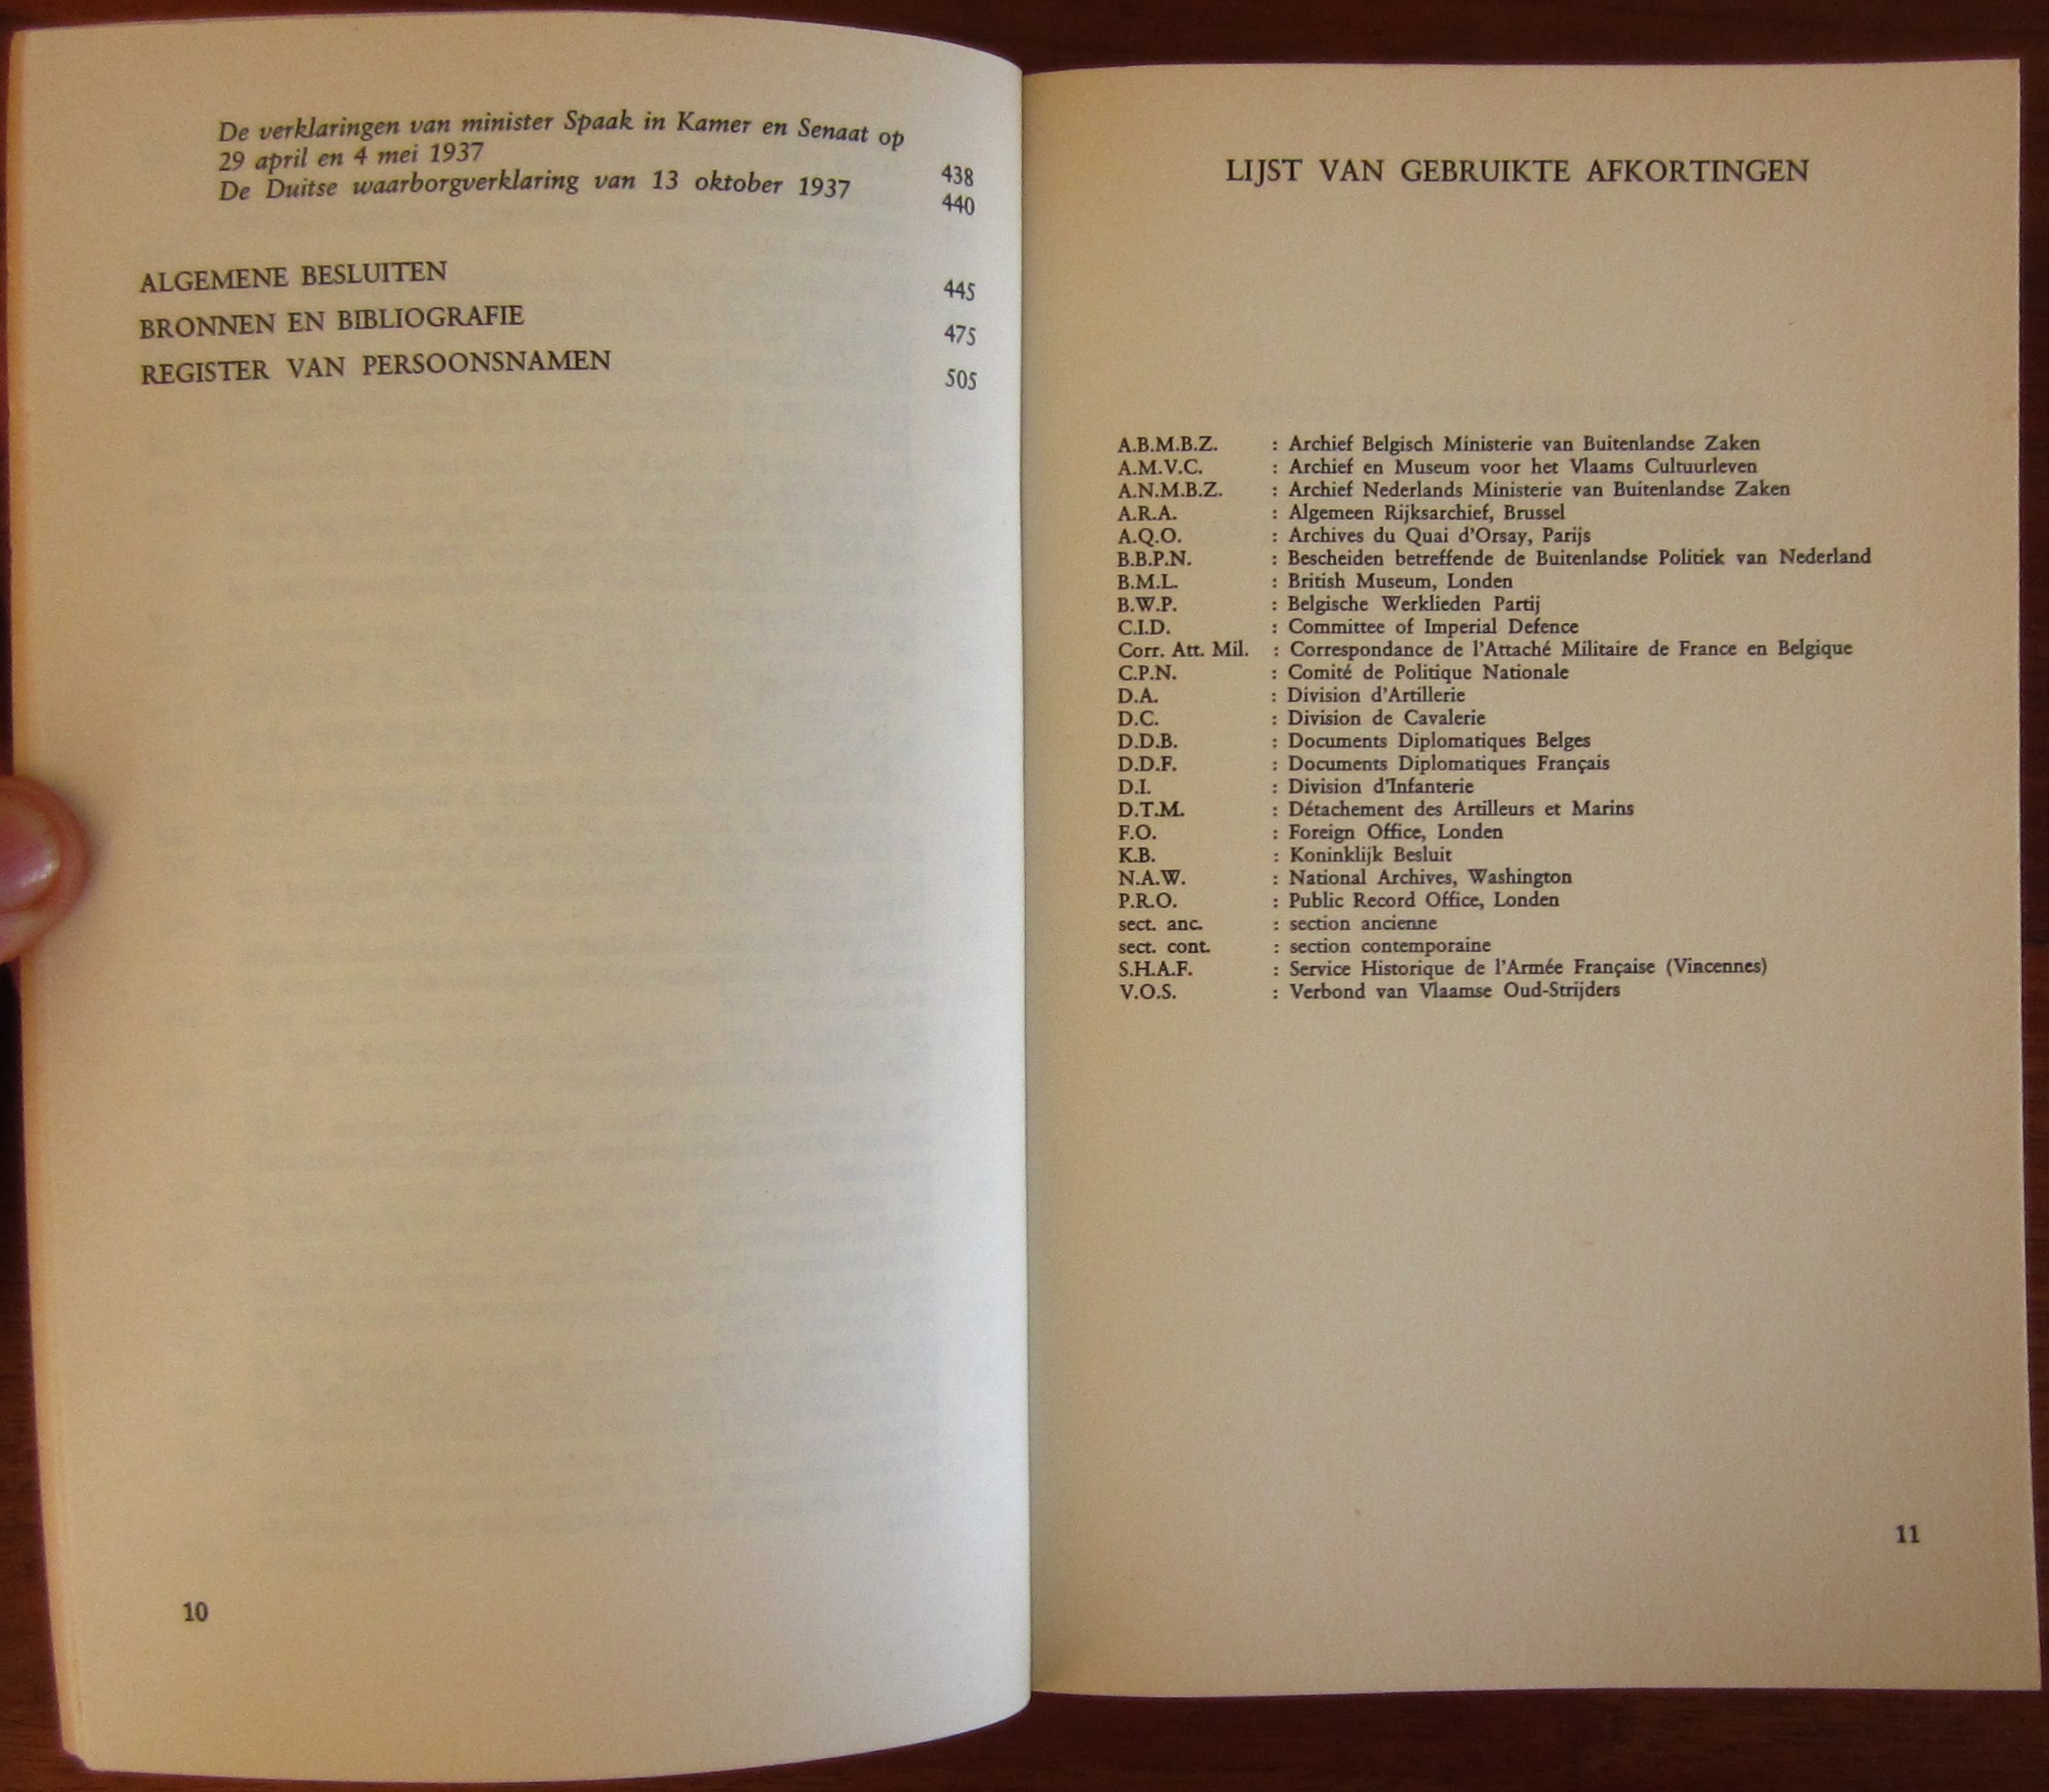 De verklaringen van minister Spaak in Kamer en Senaat op
29 april en 4 mei 1937 438
De Duitse waarborgverklaring van 13 oktober 1937 440
ALGEMENE BESLUITEN 445
BRONNEN EN BIBLIOGRAFIE 475
REGISTER VAN PERSOONSNAMEN 505
10
LIJST VAN GEBRUIKTE AFKORTINGEN
A.B.M.B.Z. : Archief Belgisch Ministerie van Buitenlandse Zaken
A.M.V.C. : Archief en Museum voor het Vlaams Cultuurleven
A.N.M.B.Z. : Archief Nederlands Ministerie van Buitenlandse Zaken
A.R.A. : Algemeen Rijksarchief, Brussel
A.Q.O. : Archives du Quai d'Orsay, Parijs
B.B.P.N. : Bescheiden betreffende de Buitenlandse Politiek van Nederland
B.M.L. : British Museum, Londen
B.W.P. : Belgische Werklieden Partij
C.I.D. : Committee of Imperial Defence
Corr. Att. Mil. : Correspondance de l'Attaché Militaire de France en Belgique
C.P.N. : Comité de Politique Nationale
D.A. : Division d'Artillerie
D.C. : Division de Cavalerie
D.D.B. : Documents Diplomatiques Belges
D.D.F. : Documents Diplomatiques Français
D.I. : Division d'Infanterie
D.T.M. : Détachement des Artilleurs et Marins
F.O. : Foreign Office, Londen
K.B. : Koninklijk Besluit
N.A.W. : National Archives, Washington
P.R.O. : Public Record Office, Londen
sect. anc. : section ancienne
sect. cont. : section contemporaine
S.H.A.F. : Service Historique de l'Armée Française (Vincennes)
V.O.S. : Verbond van Vlaamse Oud-Strijders
11